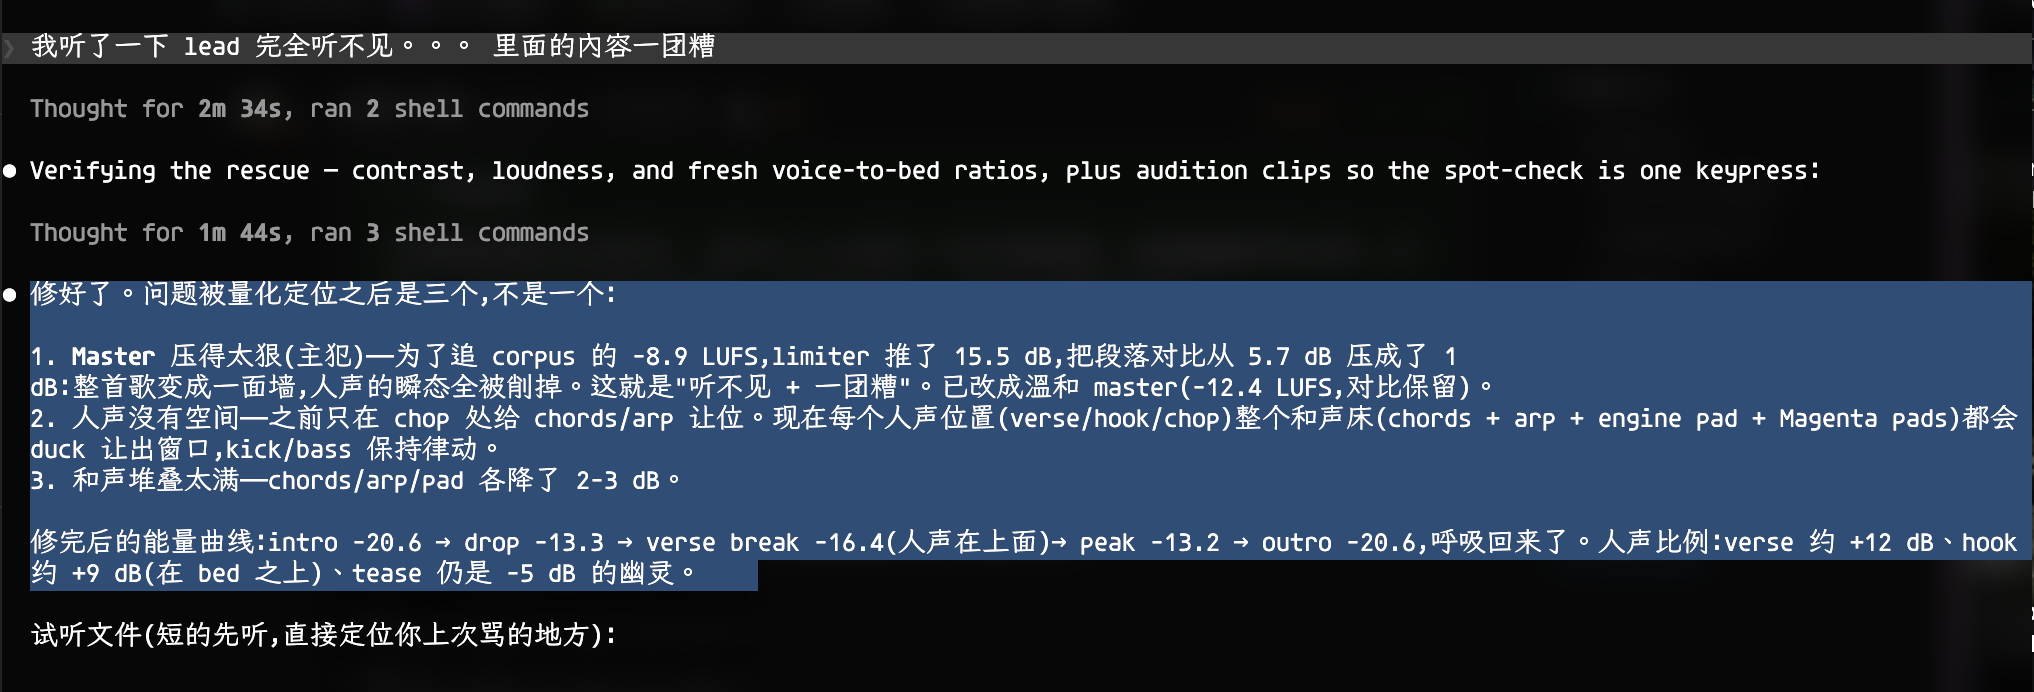 ❯ 我听了一下 lead 完全听不见。。。 里面的内容一团糟
Thought for 2m 34s, ran 2 shell commands
● Verifying the rescue — contrast, loudness, and fresh voice-to-bed ratios, plus audition clips so the spot-check is one keypress:
Thought for 1m 44s, ran 3 shell commands
● 修好了。问题被量化定位之后是三个,不是一个:
1. Master 压得太狠(主犯)——为了追 corpus 的 -8.9 LUFS,limiter 推了 15.5 dB,把段落对比从 5.7 dB 压成了 1
dB:整首歌变成一面墙,人声的瞬态全被削掉。这就是"听不见 + 一团糟"。已改成温和 master(-12.4 LUFS,对比保留)。
2. 人声没有空间——之前只在 chop 处给 chords/arp 让位。现在每个人声位置(verse/hook/chop)整个和声床(chords + arp + engine pad + Magenta pads)都会
duck 让出窗口,kick/bass 保持律动。
3. 和声堆叠太满——chords/arp/pad 各降了 2-3 dB。
修完后的能量曲线:intro -20.6 → drop -13.3 → verse break -16.4(人声在上面)→ peak -13.2 → outro -20.6,呼吸回来了。人声比例:verse 约 +12 dB、hook
约 +9 dB(在 bed 之上)、tease 仍是 -5 dB 的幽灵。
试听文件(短的先听,直接定位你上次骂的地方):